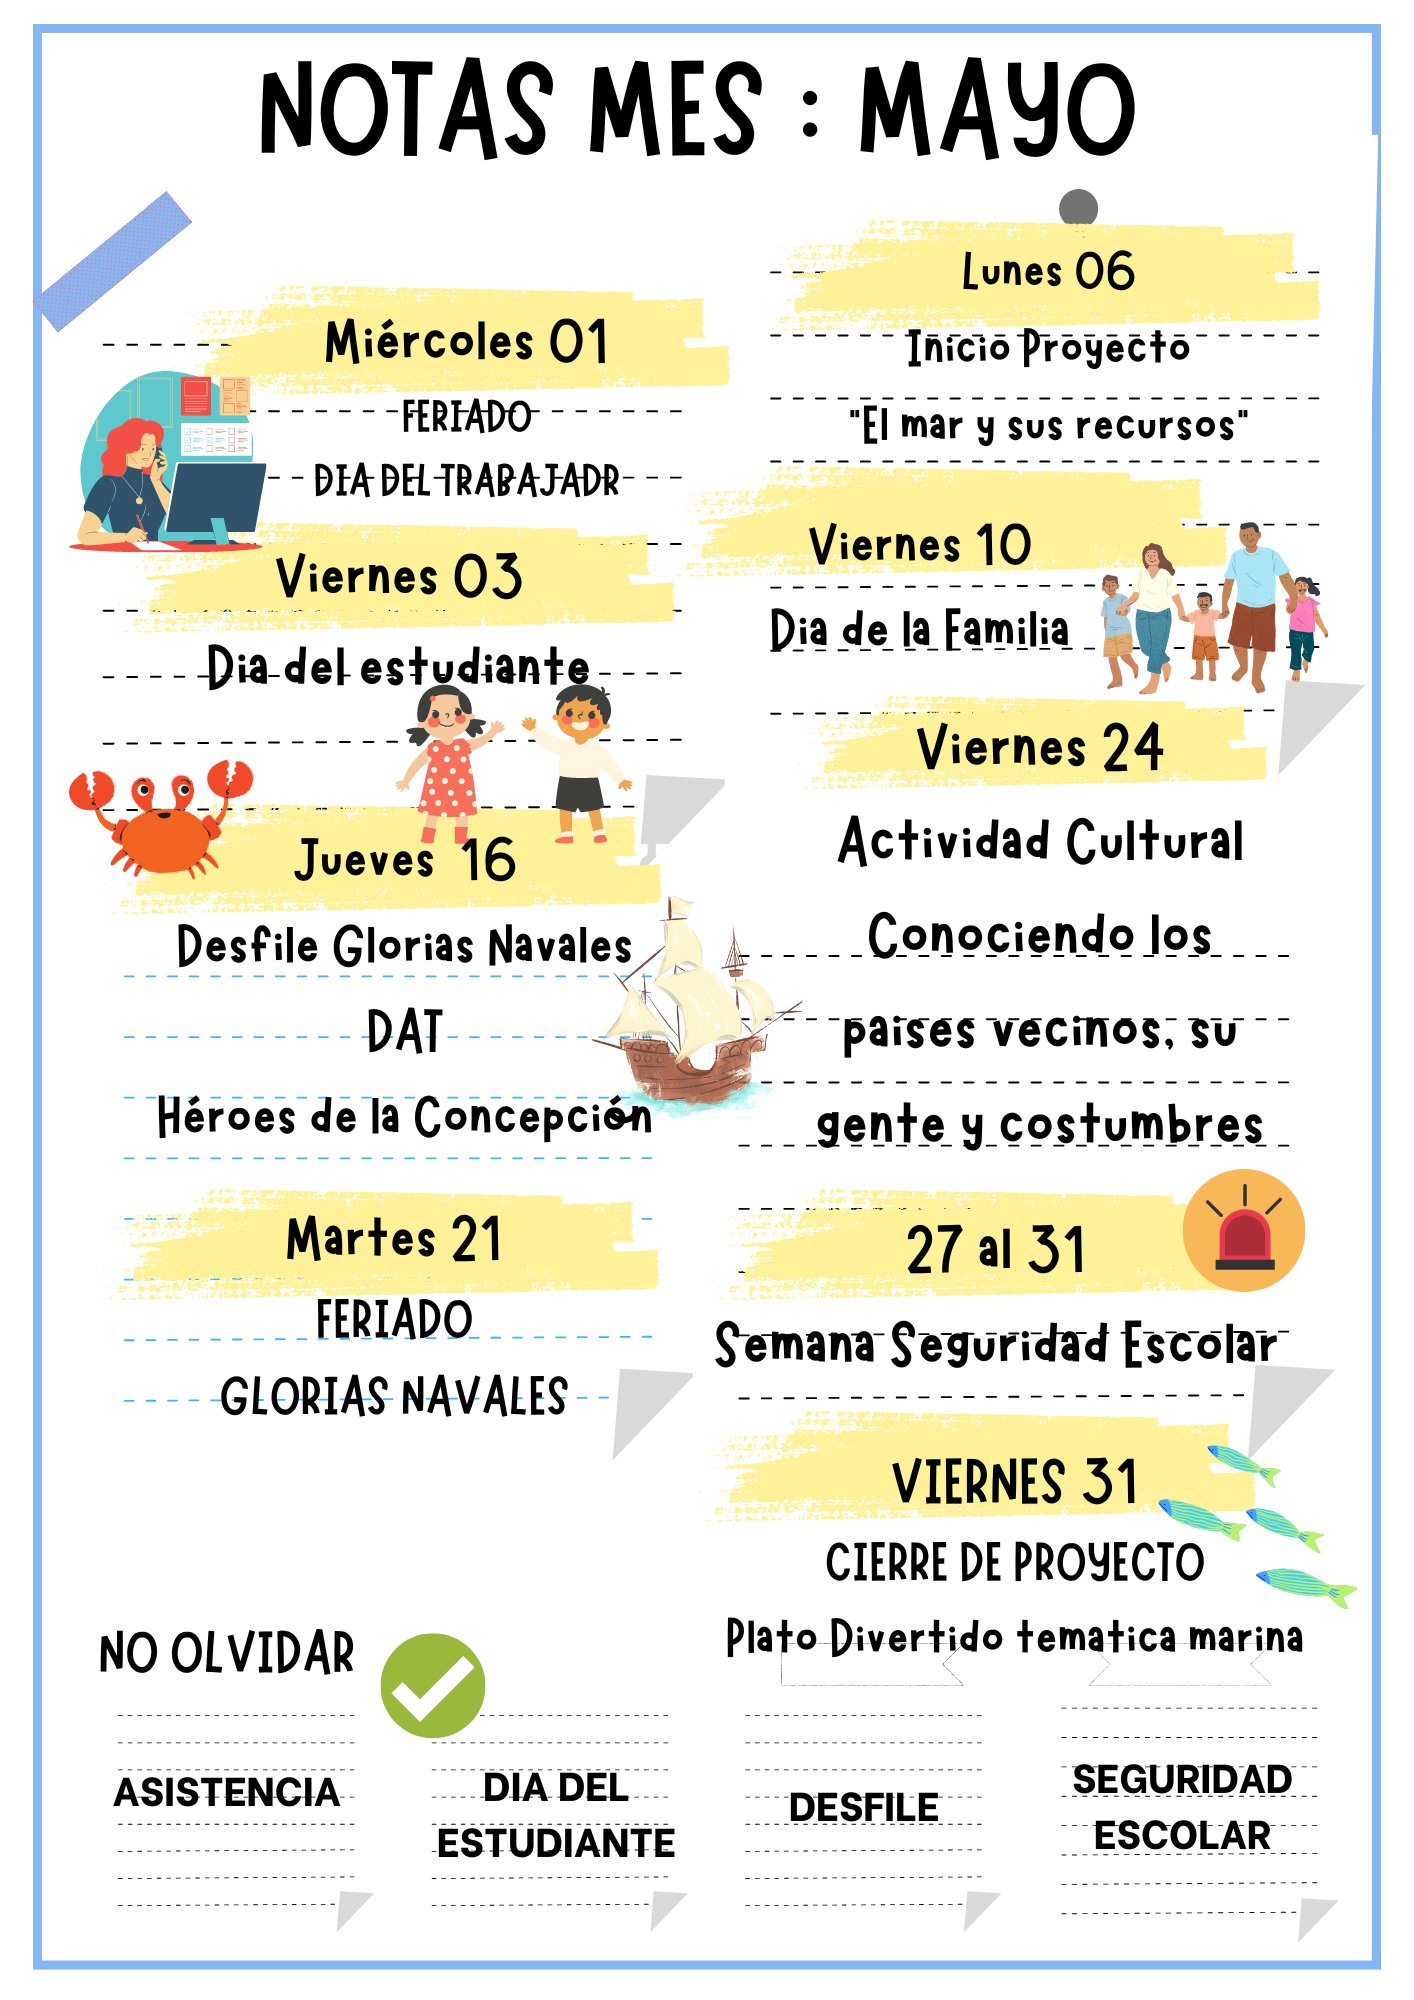 NOTAS MES : MAYO
Miércoles 01
FERIADO
DIA DEL TRABAJADR
Viernes 03
Dia del estudiante
Jueves 16
Desfile Glorias Navales
DAT
Héroes de la Concepción
Martes 21
FERIADO
GLORIAS NAVALES
Lunes 06
Inicio Proyecto
"El mar y sus recursos"
Viernes 10
Dia de la Familia
Viernes 24
Actividad Cultural
Conociendo los
paises vecinos, su
gente y costumbres
27 al 31
Semana Seguridad Escolar
VIERNES 31
CIERRE DE PROYECTO
Plato Divertido tematica marina
NO OLVIDAR
ASISTENCIA
DIA DEL
ESTUDIANTE
DESFILE
SEGURIDAD
ESCOLAR